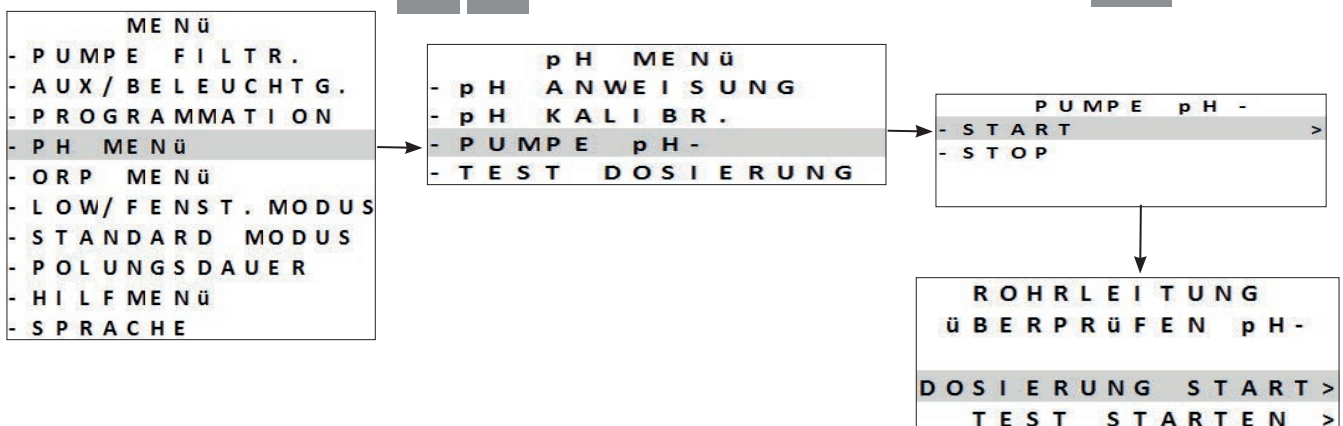 MENü
- PUMPE FILTR.
- AUX/BELEUCHTG.
- PROGRAMMATION
- PH MENü
- ORP MENü
- LOW/FENST.MODUS
- STANDARD MODUS
- POLUNGSDAUER
- HILFMENü
- SPRACHE
pH MENü
- pH ANWEISUNG
- pH KALIBR.
- PUMPE pH-
- TEST DOSIERUNG
PUMPE pH -
- START >
- STOP
ROHRLEITUNG
üBERPRüFEN pH-
DOSIERUNG START>
TEST STARTEN >